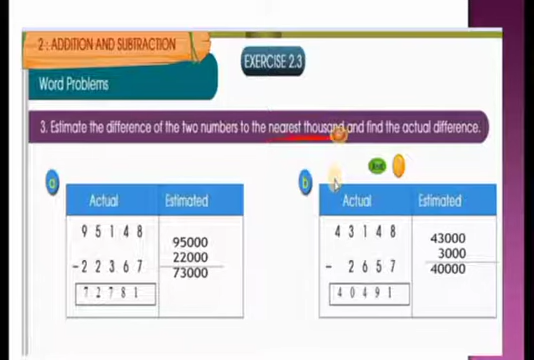 2 : ADDITION AND SUBTRACTION
EXERCISE 2.3
Word Problems
3. Estimate the difference of the two numbers to the nearest thousand and find the actual difference.
a
Actual Estimated
9 5 1 4 8 95000
− 2 2 3 6 7 22000
7 2 7 8 1 73000
b
Actual Estimated
4 3 1 4 8 43000
− 2 6 5 7 3000
4 0 4 9 1 40000